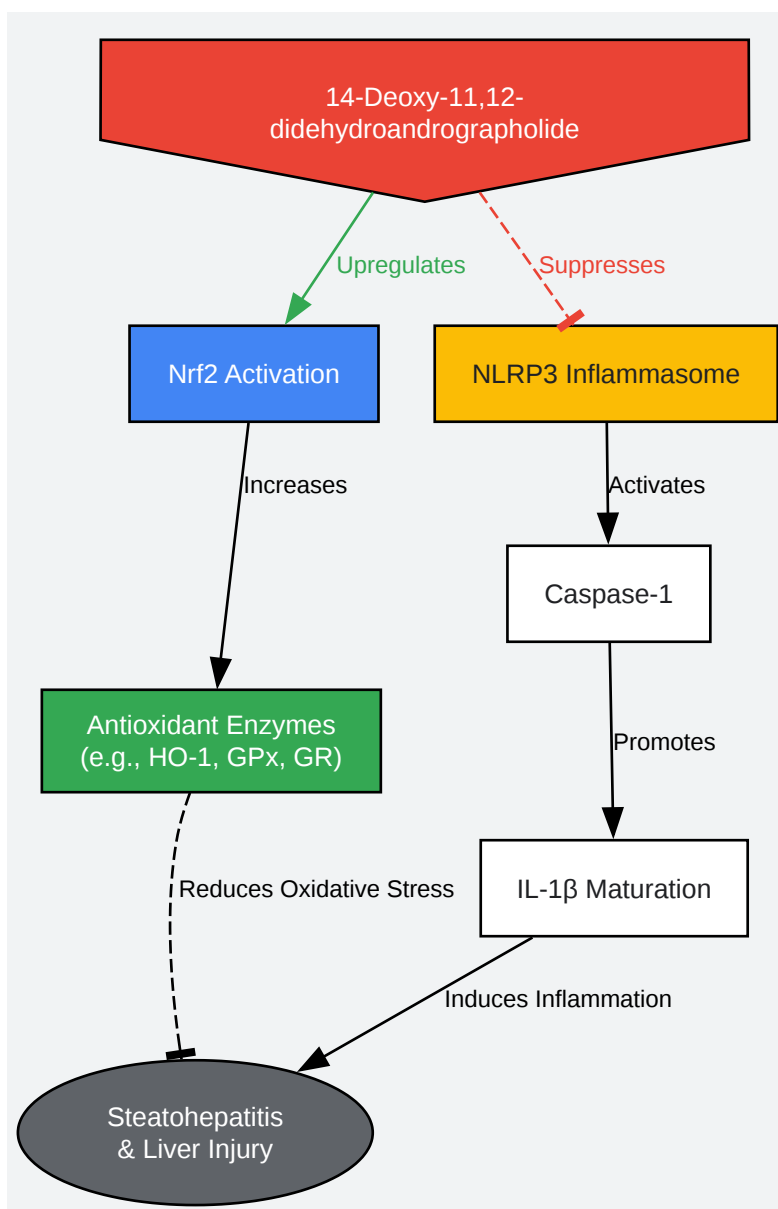 14-Deoxy-11,12-
didehydroandrographolide
Upregulates
Suppresses
Nrf2 Activation
NLRP3 Inflammasome
Increases
Activates
Caspase-1
Antioxidant Enzymes
(e.g., HO-1, GPx, GR)
Promotes
Reduces Oxidative Stress
IL-1β Maturation
Induces Inflammation
Steatohepatitis
& Liver Injury